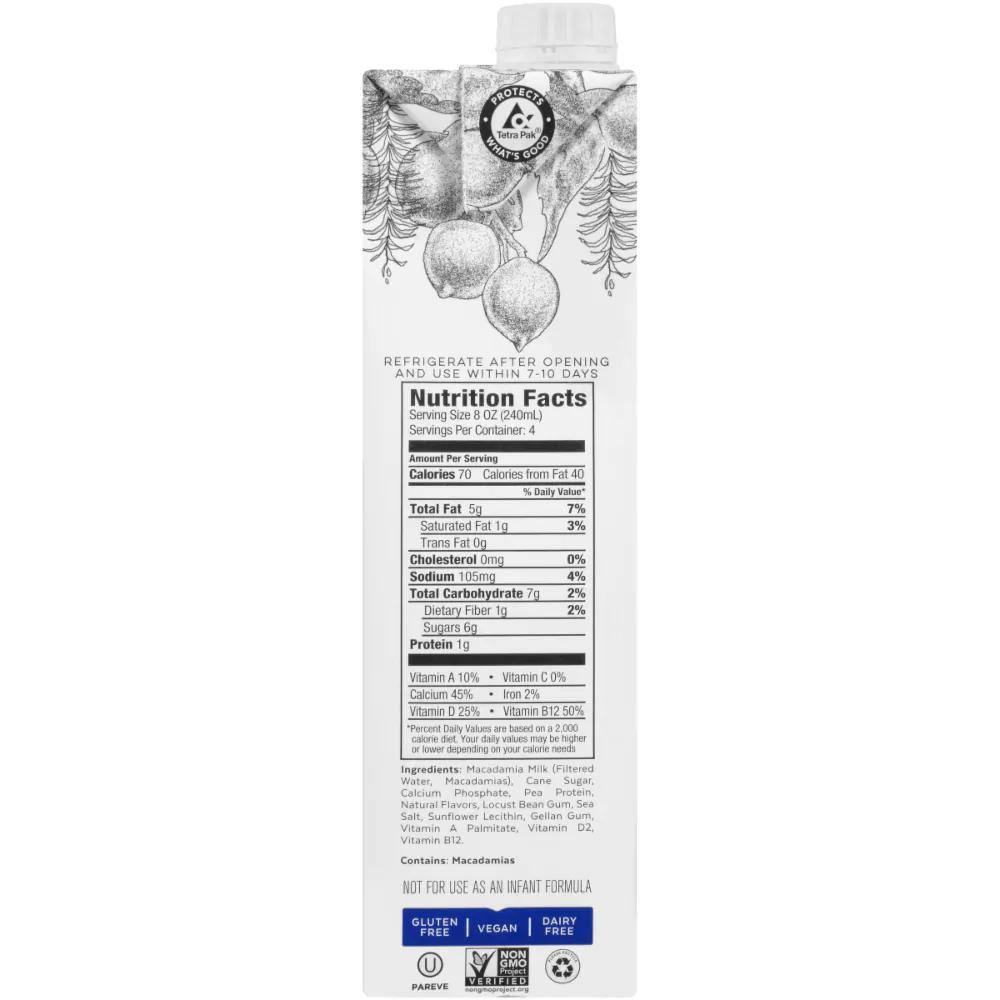 PROTECTS
Tetra Pak®
WHAT'S GOOD
REFRIGERATE AFTER OPENING
AND USE WITHIN 7-10 DAYS
Nutrition Facts
Serving Size 8 OZ (240mL)
Servings Per Container: 4
Amount Per Serving
Calories 70 Calories from Fat 40
% Daily Value*
Total Fat 5g 7%
Saturated Fat 1g 3%
Trans Fat 0g
Cholesterol 0mg 0%
Sodium 105mg 4%
Total Carbohydrate 7g 2%
Dietary Fiber 1g 2%
Sugars 6g
Protein 1g
Vitamin A 10% • Vitamin C 0%
Calcium 45% • Iron 2%
Vitamin D 25% • Vitamin B12 50%
*Percent Daily Values are based on a 2,000
calorie diet. Your daily values may be higher
or lower depending on your calorie needs
Ingredients: Macadamia Milk (Filtered
Water, Macadamias), Cane Sugar,
Calcium Phosphate, Pea Protein,
Natural Flavors, Locust Bean Gum, Sea
Salt, Sunflower Lecithin, Gellan Gum,
Vitamin A Palmitate, Vitamin D2,
Vitamin B12.
Contains: Macadamias
NOT FOR USE AS AN INFANT FORMULA
GLUTEN FREE | VEGAN | DAIRY FREE
U
PAREVE
NON
GMO
Project
VERIFIED
nongmoproject.org
PLEASE RECYCLE